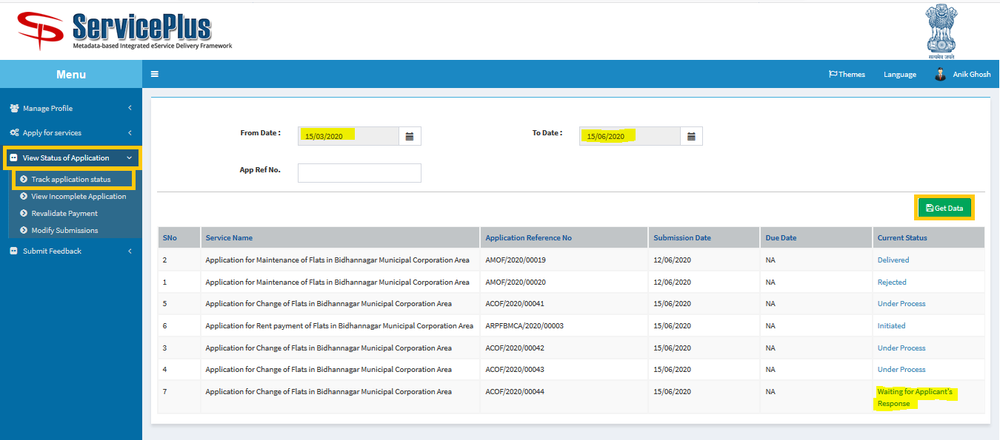 ServicePlus
Metadata-based Integrated eService Delivery Framework
सत्यमेव जयते
Menu
Themes
Language
Anik Ghosh
Manage Profile
Apply for services
View Status of Application
Track application status
View Incomplete Application
Revalidate Payment
Modify Submissions
Submit Feedback
From Date : 15/03/2020
To Date : 15/06/2020
App Ref No.
Get Data
SNo Service Name Application Reference No Submission Date Due Date Current Status
2 Application for Maintenance of Flats in Bidhannagar Municipal Corporation Area AMOF/2020/00019 12/06/2020 NA Delivered
1 Application for Maintenance of Flats in Bidhannagar Municipal Corporation Area AMOF/2020/00020 12/06/2020 NA Rejected
5 Application for Change of Flats in Bidhannagar Municipal Corporation Area ACOF/2020/00041 15/06/2020 NA Under Process
6 Application for Rent payment of Flats in Bidhannagar Municipal Corporation Area ARPFBMCA/2020/00003 15/06/2020 NA Initiated
3 Application for Change of Flats in Bidhannagar Municipal Corporation Area ACOF/2020/00042 15/06/2020 NA Under Process
4 Application for Change of Flats in Bidhannagar Municipal Corporation Area ACOF/2020/00043 15/06/2020 NA Under Process
7 Application for Change of Flats in Bidhannagar Municipal Corporation Area ACOF/2020/00044 15/06/2020 NA Waiting for Applicant's
Response